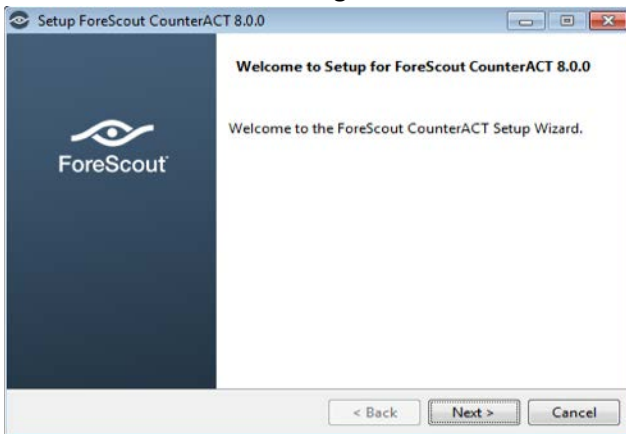 Setup ForeScout CounterACT 8.0.0
Welcome to Setup for ForeScout CounterACT 8.0.0
Welcome to the ForeScout CounterACT Setup Wizard.
ForeScout
< Back Next > Cancel